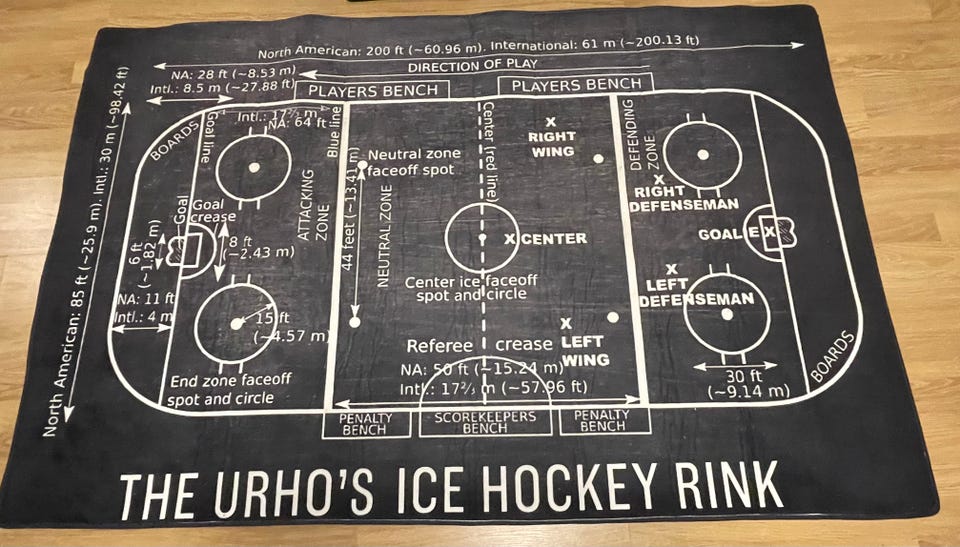 North American: 200 ft (~60.96 m). International: 61 m (~200.13 ft)
DIRECTION OF PLAY
NA: 28 ft (~8.53 m)
Intl.: 8.5 m (~27.88 ft)
PLAYERS BENCH
PLAYERS BENCH
North American: 85 ft (~25.9 m). Intl.: 30 m (~98.42 ft)
BOARDS
Goal line
Intl.: 17⅔ m
NA: 64 ft
Blue line
Center (red line)
X
RIGHT
WING
DEFENDING
ZONE
Neutral zone
faceoff spot
X
RIGHT
DEFENSEMAN
ATTACKING
ZONE
44 feet (~13.41 m)
NEUTRAL ZONE
Goal
Goal
crease
6 ft
(~1.82 m)
8 ft
(~2.43 m)
X CENTER
GOALIE X
Center ice faceoff
spot and circle
X
LEFT
DEFENSEMAN
NA: 11 ft
Intl.: 4 m
15 ft
(~4.57 m)
X
LEFT
WING
Referee crease
NA: 50 ft (~15.24 m)
Intl.: 17⅔ m (~57.96 ft)
End zone faceoff
spot and circle
30 ft
(~9.14 m)
BOARDS
PENALTY
BENCH
SCOREKEEPERS
BENCH
PENALTY
BENCH
THE URHO'S ICE HOCKEY RINK